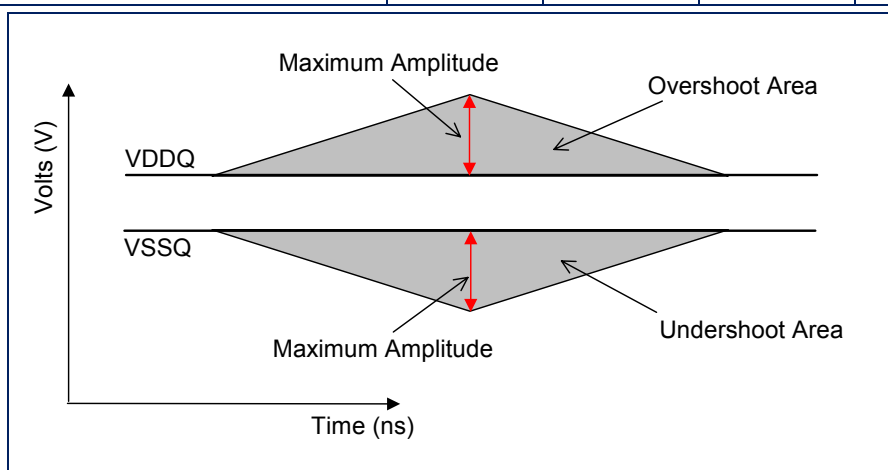 Maximum Amplitude
Overshoot Area
Volts (V)
VDDQ
VSSQ
Undershoot Area
Maximum Amplitude
Time (ns)